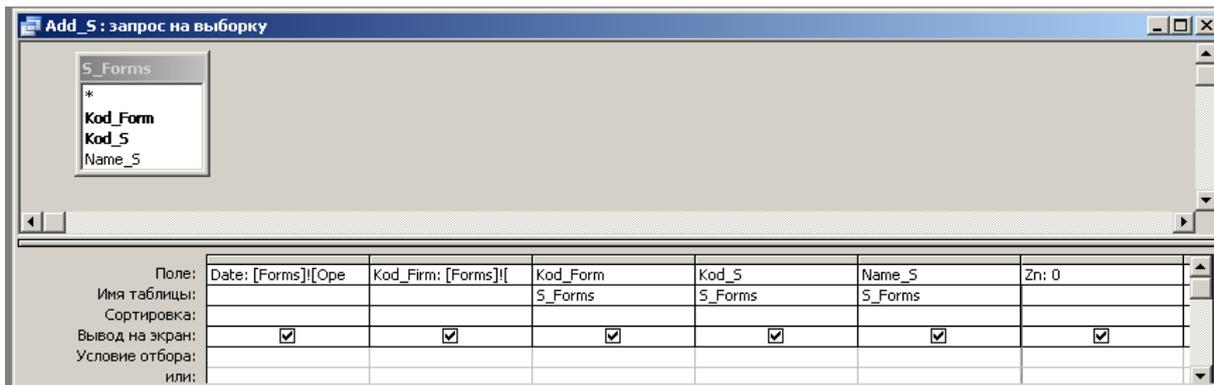 Add_S : запрос на выборку
S_Forms
*
Kod_Form
Kod_S
Name_S
Поле: Date: [Forms]![Ope Kod_Firm: [Forms]![ Kod_Form Kod_S Name_S Zn: 0
Имя таблицы: S_Forms S_Forms S_Forms
Сортировка:
Вывод на экран:
Условие отбора:
или: